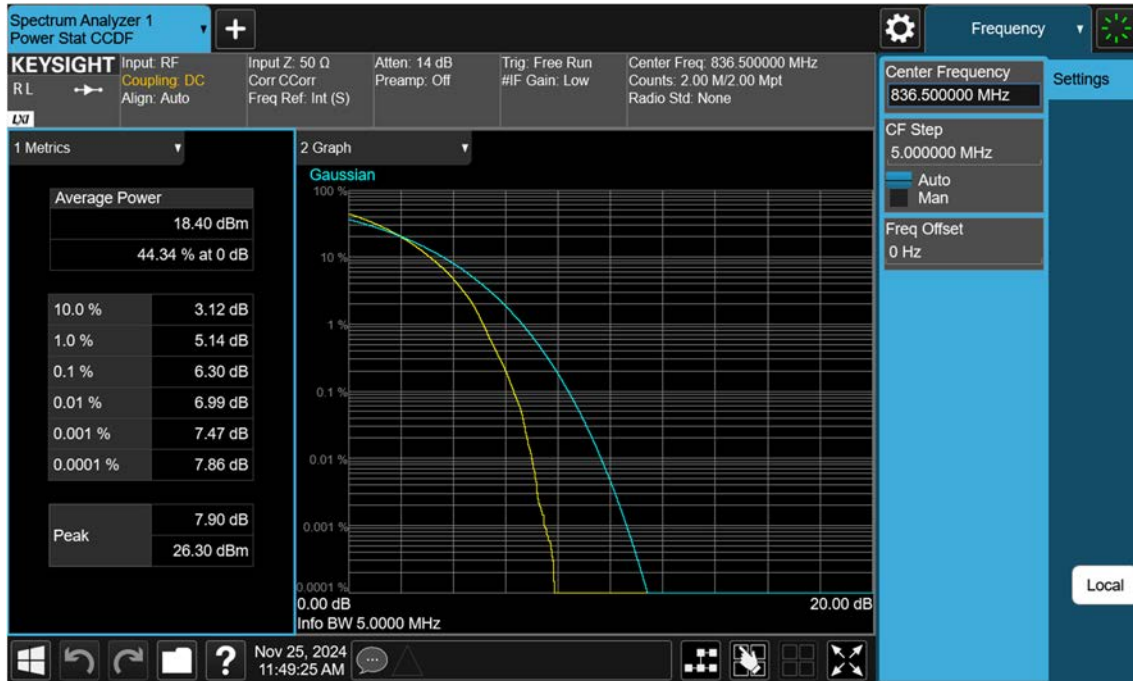 Spectrum Analyzer 1
Power Stat CCDF
Frequency
KEYSIGHT
R L
LXI
Input: RF
Coupling: DC
Align: Auto
Input Z: 50 Ω
Corr CCorr
Freq Ref: Int (S)
Atten: 14 dB
Preamp: Off
Trig: Free Run
#IF Gain: Low
Center Freq: 836.500000 MHz
Counts: 2.00 M/2.00 Mpt
Radio Std: None
1 Metrics
Average Power
18.40 dBm
44.34 % at 0 dB
10.0 % 3.12 dB
1.0 % 5.14 dB
0.1 % 6.30 dB
0.01 % 6.99 dB
0.001 % 7.47 dB
0.0001 % 7.86 dB
Peak
7.90 dB
26.30 dBm
2 Graph
Gaussian
100 %
10 %
1 %
0.1 %
0.01 %
0.001 %
0.0001 %
0.00 dB 20.00 dB
Info BW 5.0000 MHz
Center Frequency
836.500000 MHz
CF Step
5.000000 MHz
Auto
Man
Freq Offset
0 Hz
Settings
Local
?
Nov 25, 2024
11:49:25 AM